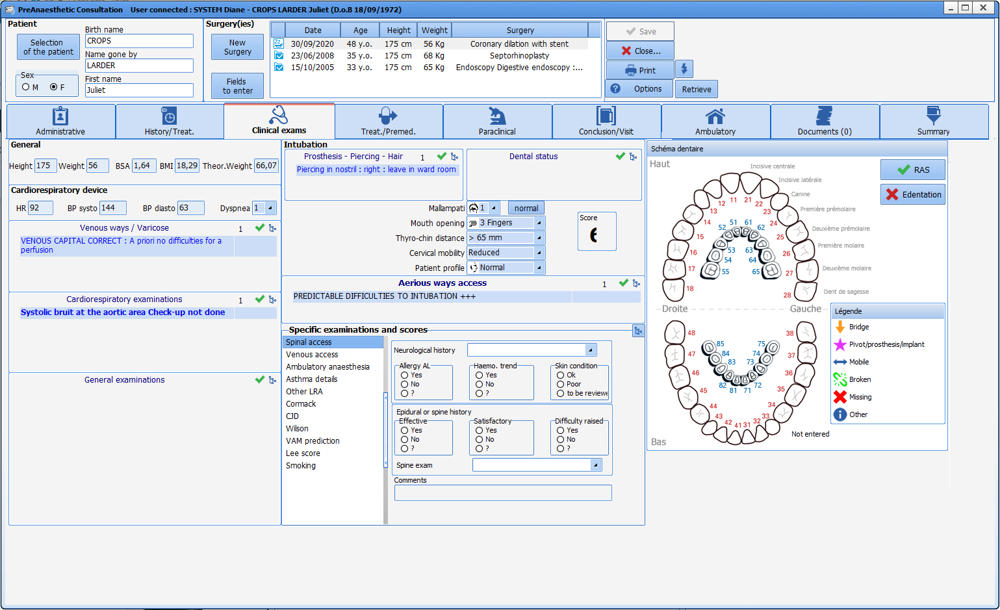 PreAnaesthetic Consultation User connected : SYSTEM Diane - CROPS LARDER Juliet (D.o.B 18/09/1972)
Patient
Selection
of the patient
Sex
M F
Birth name
CROPS
Name gone by
LARDER
First name
Juliet
Surgery(ies)
New
Surgery
Fields
to enter
Date Age Height Weight Surgery
30/09/2020 48 y.o. 175 cm 56 Kg Coronary dilation with stent
23/06/2008 35 y.o. 175 cm 68 Kg Septorhinoplasty
15/10/2005 33 y.o. 175 cm 65 Kg Endoscopy Digestive endoscopy :...
Save
Close...
Print
Options
Retrieve
Administrative
History/Treat.
Clinical exams
Treat./Premed.
Paraclinical
Conclusion/Visit
Ambulatory
Documents (0)
Summary
General
Height 175 Weight 56 BSA 1,64 BMI 18,29 Theor.Weight 66,07
Cardiorespiratory device
HR 92 BP systo 144 BP diasto 63 Dyspnea 1
Venous ways / Varicose 1
VENOUS CAPITAL CORRECT : A priori no difficulties for a
perfusion
Cardiorespiratory examinations 1
Systolic bruit at the aortic area Check-up not done
General examinations
Intubation
Prosthesis - Piercing - Hair 1
Piercing in nostril : right : leave in ward room
Dental status
Mallampati 1 normal
Mouth opening 3 Fingers
Thyro-chin distance > 65 mm
Cervical mobility Reduced
Patient profile Normal
Score
6
Aerious ways access 1
PREDICTABLE DIFFICULTIES TO INTUBATION +++
Specific examinations and scores
Spinal access
Venous access
Ambulatory anaesthesia
Asthma details
Other LRA
Cormack
CJD
Wilson
VAM prediction
Lee score
Smoking
Neurological history
Allergy AL
Yes
No
?
Haemo. trend
Yes
No
?
Skin condition
Ok
Poor
to be reviewe
Epidural or spine history
Effective
Yes
No
?
Satisfactory
Yes
No
?
Difficulty raised
Yes
No
?
Spine exam
Comments
Schéma dentaire
Haut
RAS
Edentation
Incisive centrale
Incisive latérale
Canine
Première prémolaire
Deuxième prémolaire
Première molaire
Deuxième molaire
Dent de sagesse
11 21
12 22
13 23
14 24
15 25
16 26
17 27
18 28
51 61
52 62
53 63
54 64
55 65
Droite Gauche
48 38
47 37
46 36
45 35
44 34
43 33
42 41 31 32
85 75
84 74
83 73
82 81 71 72
Bas
Not entered
Légende
Bridge
Pivot/prosthesis/implant
Mobile
Broken
Missing
Other